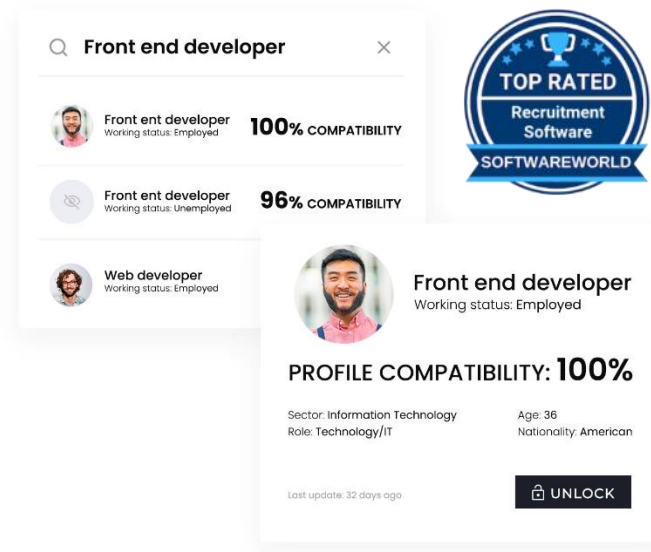 Front end developer
Front ent developer
Working status: Employed
100% COMPATIBILITY
Front ent developer
Working status: Unemployed
96% COMPATIBILITY
Web developer
Working status: Employed
TOP RATED
Recruitment
Software
SOFTWAREWORLD
Front end developer
Working status: Employed
PROFILE COMPATIBILITY: 100%
Sector: Information Technology
Age: 36
Role: Technology/IT
Nationality: American
Last update: 32 days ago
UNLOCK